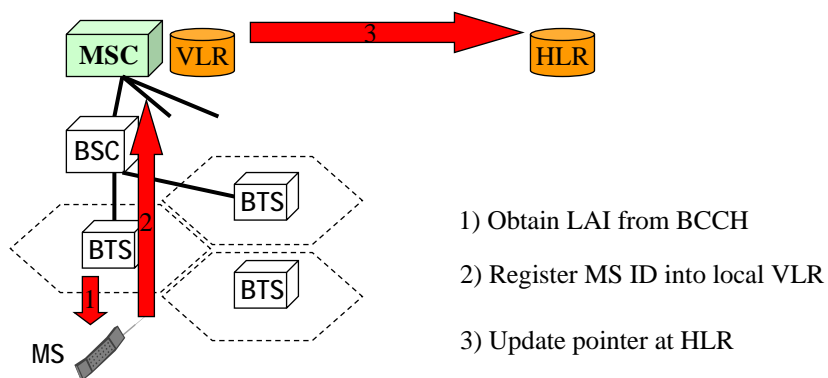 MSC
VLR
3
HLR
BSC
BTS
2
BTS
BTS
1
MS
1) Obtain LAI from BCCH
2) Register MS ID into local VLR
3) Update pointer at HLR